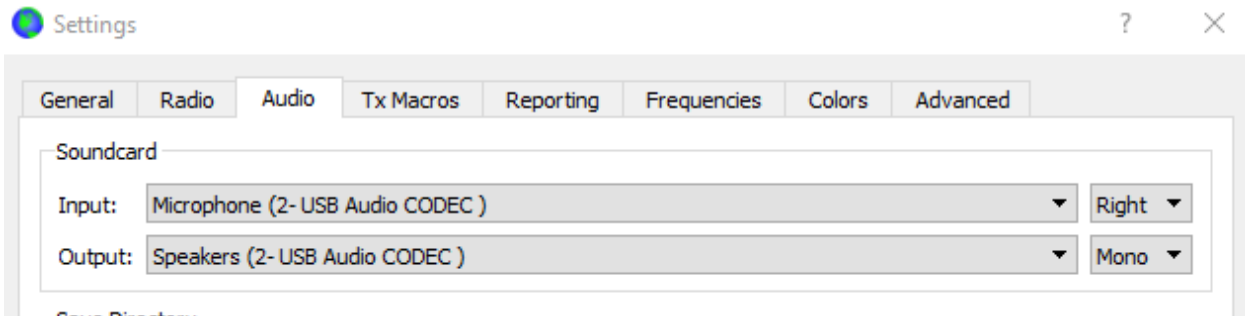 Settings ?
General Radio Audio Tx Macros Reporting Frequencies Colors Advanced
Soundcard
Input: Microphone (2- USB Audio CODEC ) Right
Output: Speakers (2- USB Audio CODEC ) Mono